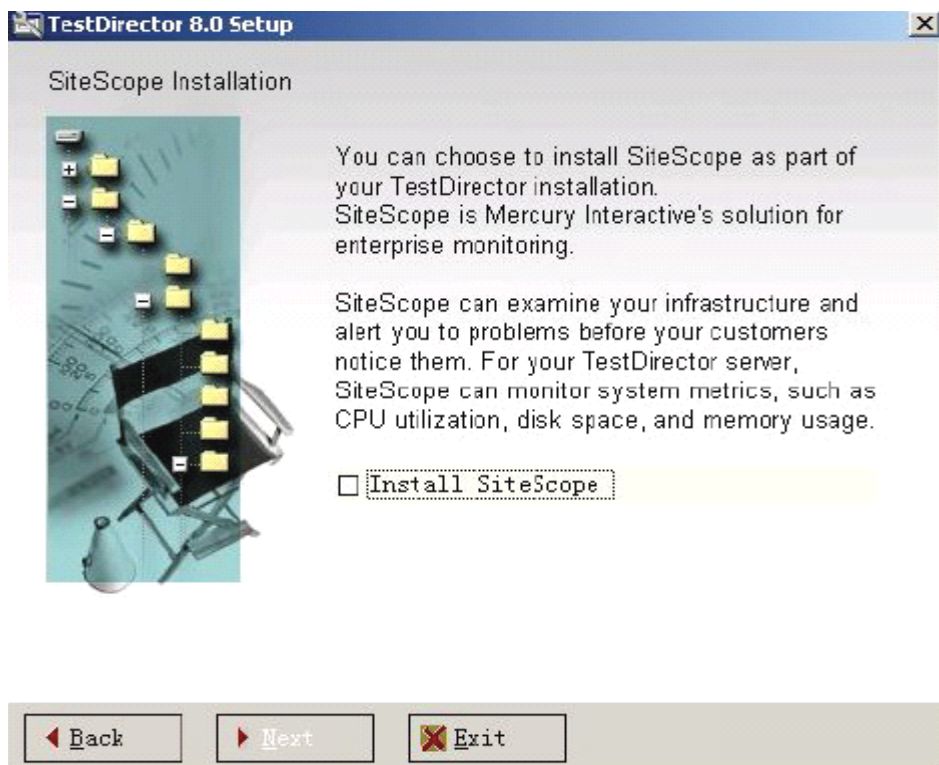 TestDirector 8.0 Setup
SiteScope Installation
You can choose to install SiteScope as part of
your TestDirector installation.
SiteScope is Mercury Interactive's solution for
enterprise monitoring.
SiteScope can examine your infrastructure and
alert you to problems before your customers
notice them. For your TestDirector server,
SiteScope can monitor system metrics, such as
CPU utilization, disk space, and memory usage.
Install SiteScope
Back
Next
Exit